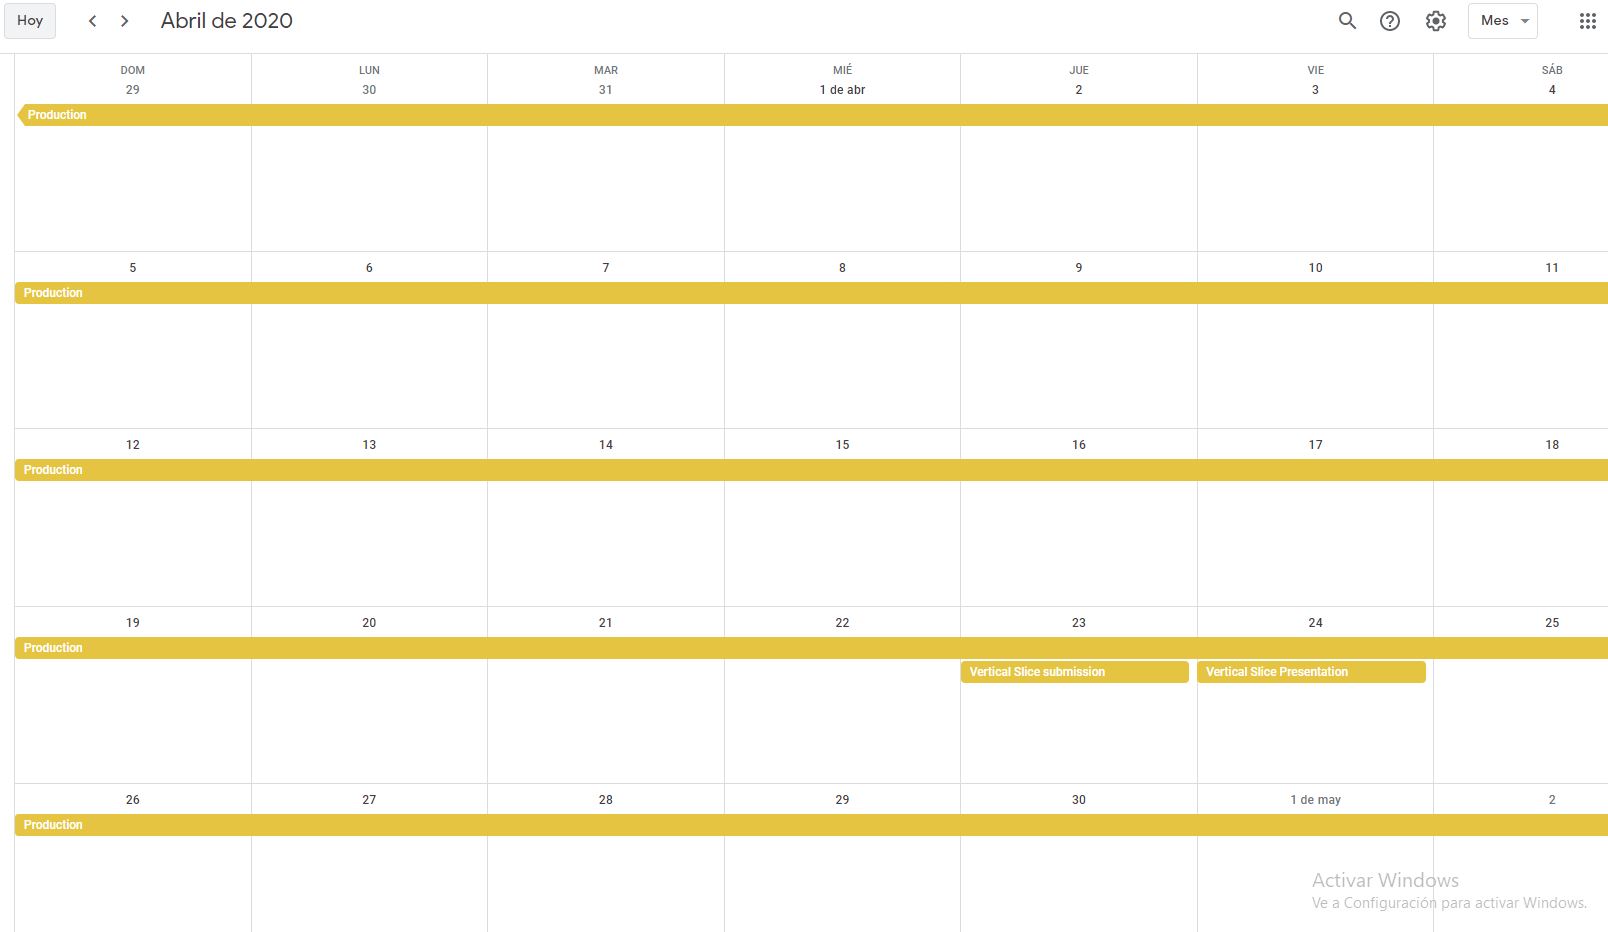 Hoy Abril de 2020 Mes
DOM LUN MAR MIÉ JUE VIE SÁB
29 30 31 1 de abr 2 3 4
Production
5 6 7 8 9 10 11
Production
12 13 14 15 16 17 18
Production
19 20 21 22 23 24 25
Production
Vertical Slice submission Vertical Slice Presentation
26 27 28 29 30 1 de may 2
Production
Activar Windows
Ve a Configuración para activar Windows.